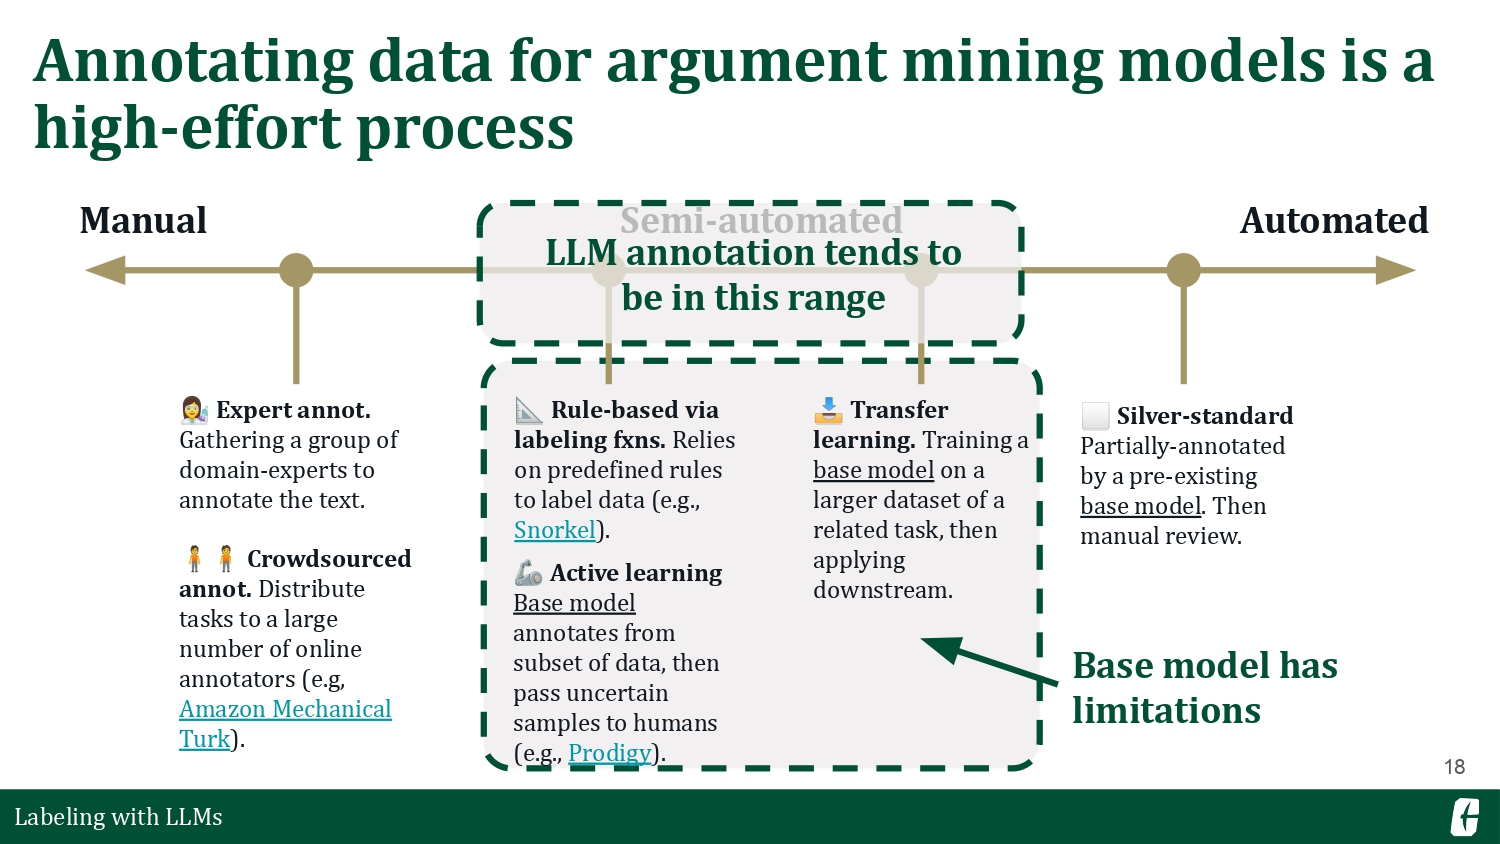 Annotating data for argument mining models is a
high-effort process
Manual
Semi-automated
Automated
LLM annotation tends to
be in this range
Expert annot.
Gathering a group of
domain-experts to
annotate the text.
Crowdsourced
annot. Distribute
tasks to a large
number of online
annotators (e.g,
Amazon Mechanical
Turk).
Rule-based via
labeling fxns. Relies
on predefined rules
to label data (e.g.,
Snorkel).
Active learning
Base model
annotates from
subset of data, then
pass uncertain
samples to humans
(e.g., Prodigy).
Transfer
learning. Training a
base model on a
larger dataset of a
related task, then
applying
downstream.
Silver-standard
Partially-annotated
by a pre-existing
base model. Then
manual review.
Base model has
limitations
18
Labeling with LLMs